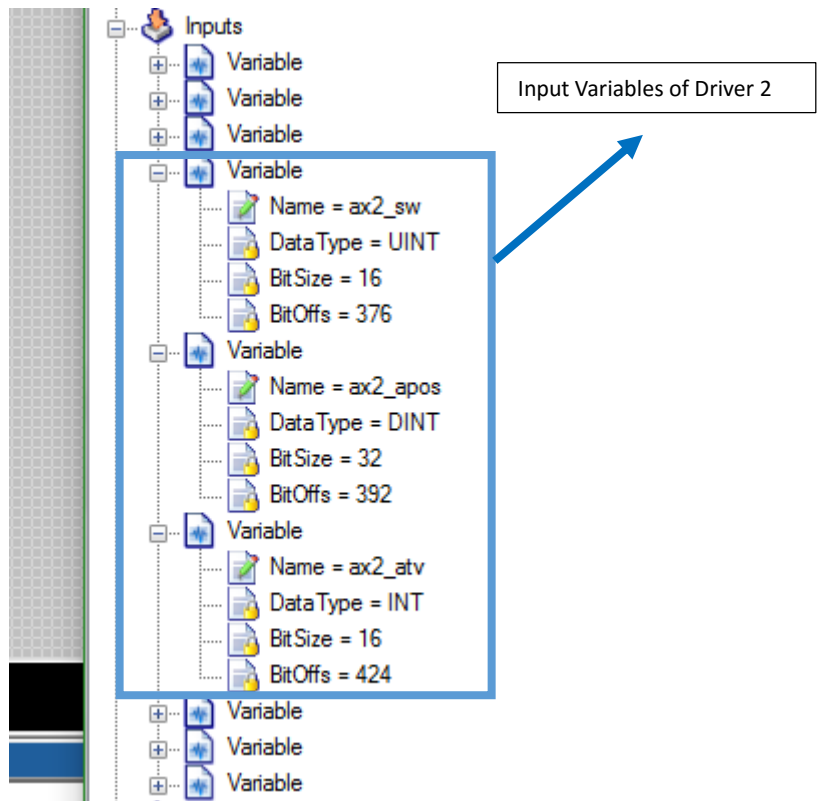 Inputs
Variable
Variable
Input Variables of Driver 2
Variable
Variable
Name = ax2_sw
DataType = UINT
BitSize = 16
BitOffs = 376
Variable
Name = ax2_apos
DataType = DINT
BitSize = 32
BitOffs = 392
Variable
Name = ax2_atv
DataType = INT
BitSize = 16
BitOffs = 424
Variable
Variable
Variable